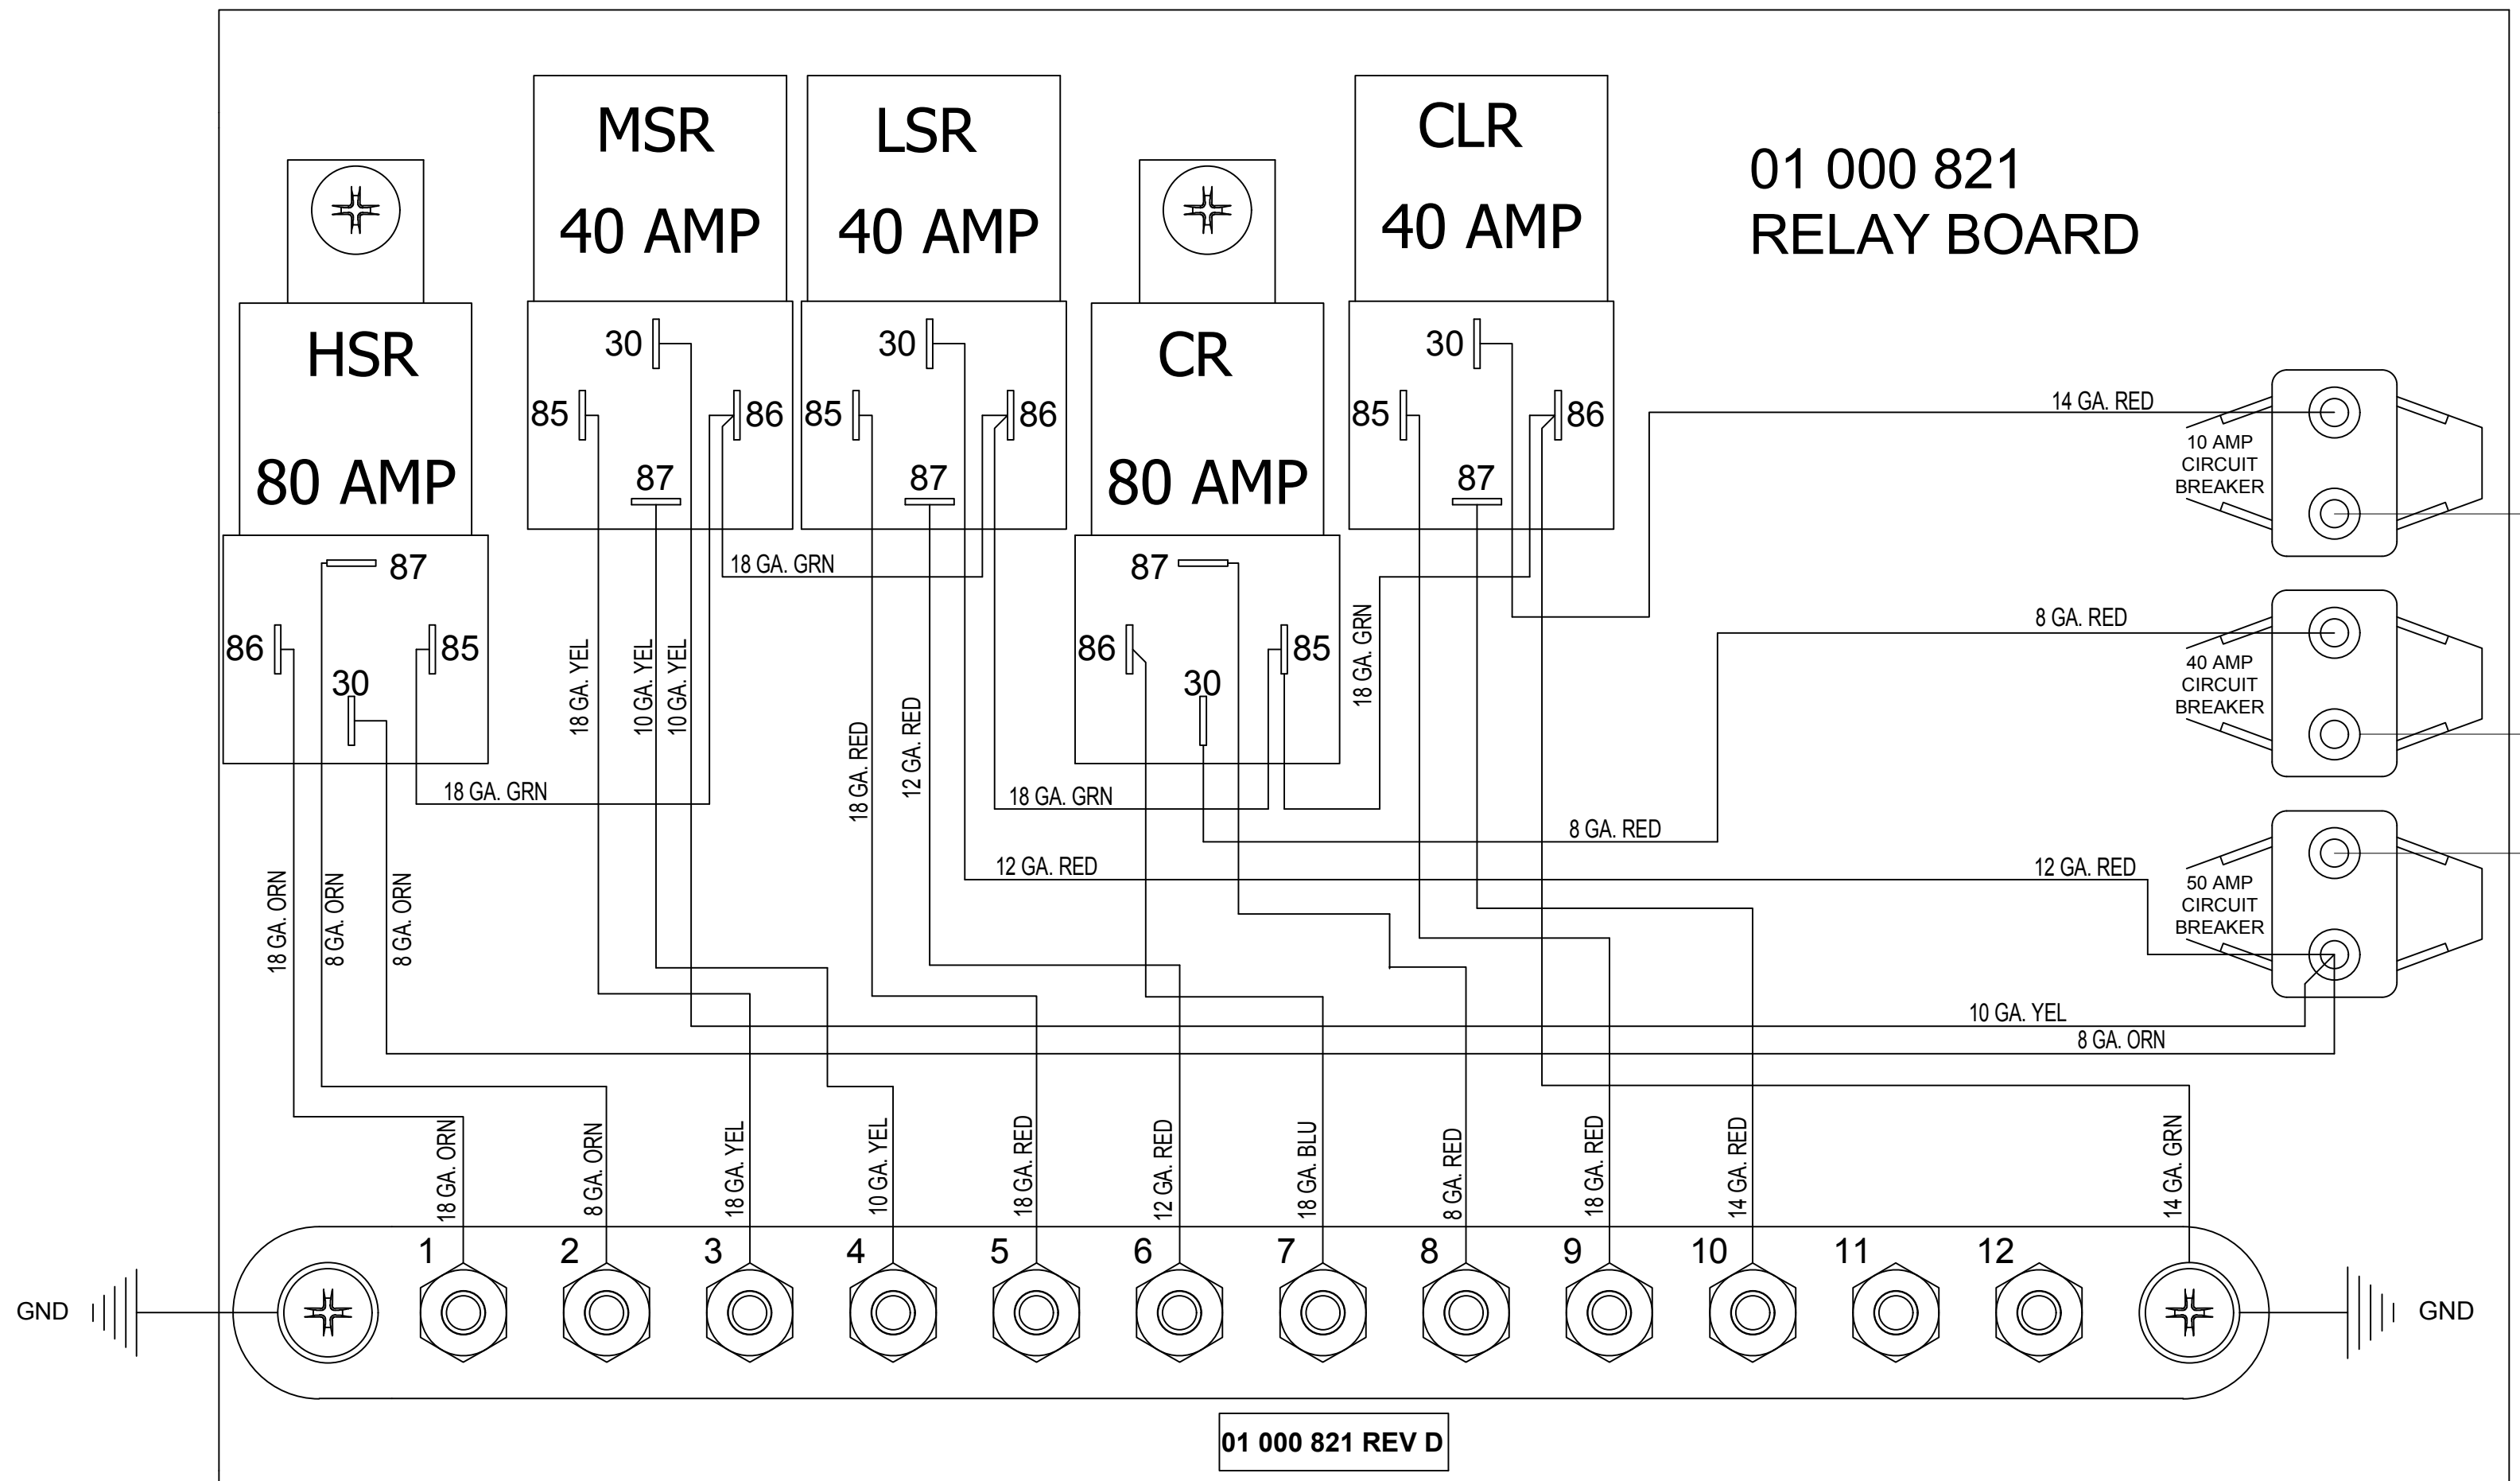 01 000 821
RELAY BOARD
HSR
80 AMP
87
86
85
30
MSR
40 AMP
30
85
86
87
LSR
40 AMP
30
85
86
87
CR
80 AMP
87
86
85
30
CLR
40 AMP
30
85
86
87
14 GA. RED
10 AMP
CIRCUIT
BREAKER
8 GA. RED
40 AMP
CIRCUIT
BREAKER
12 GA. RED
50 AMP
CIRCUIT
BREAKER
10 GA. YEL
8 GA. ORN
18 GA. GRN
18 GA. GRN
18 GA. GRN
18 GA. GRN
8 GA. RED
12 GA. RED
18 GA. YEL
10 GA. YEL
10 GA. YEL
18 GA. RED
12 GA. RED
18 GA. ORN
8 GA. ORN
8 GA. ORN
18 GA. ORN
8 GA. ORN
18 GA. YEL
10 GA. YEL
18 GA. RED
12 GA. RED
18 GA. BLU
8 GA. RED
18 GA. RED
14 GA. RED
14 GA. GRN
1 2 3 4 5 6 7 8 9 10 11 12
GND
GND
01 000 821 REV D